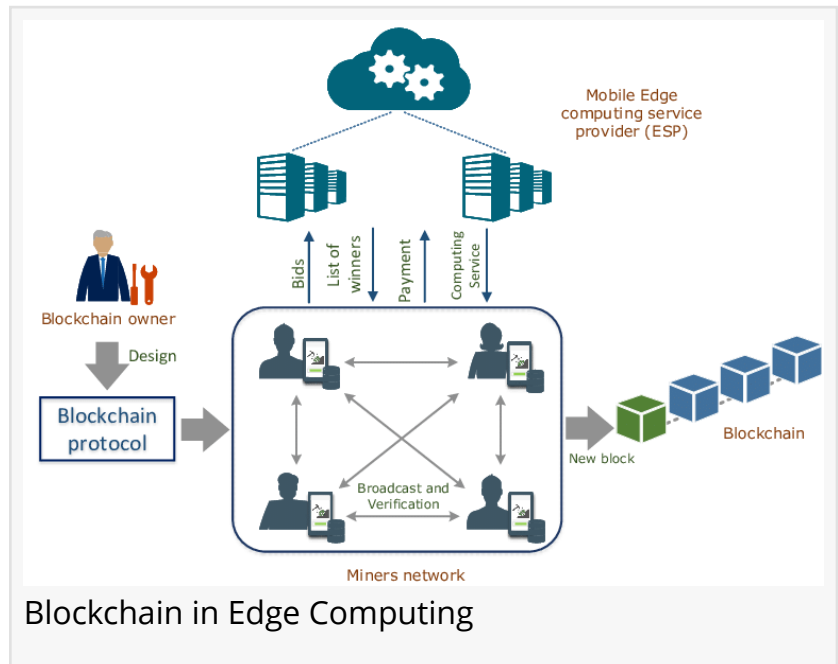 Mobile Edge
computing service
provider (ESP)
Bids
List of
winners
Payment
Computing
Service
Blockchain owner
Design
Blockchain
protocol
Broadcast and
Verification
New block
Blockchain
Miners network
Blockchain in Edge Computing